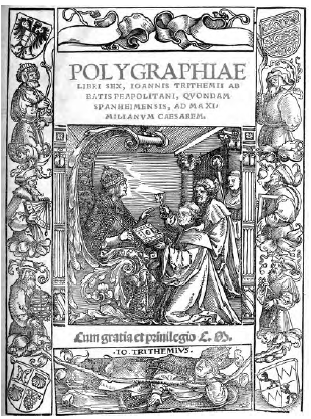 POLYGRAPHIAE
LIBRI SEX, IOANNIS TRITHEMII AB
BATIS PEAPOLITANI, QVONDAM
SPANHEIMENSIS, AD MAXI⸗
MILIANVM CAESAREM.
Cum gratia et priuilegio C. M.
·IO. TRITHEMIVS·